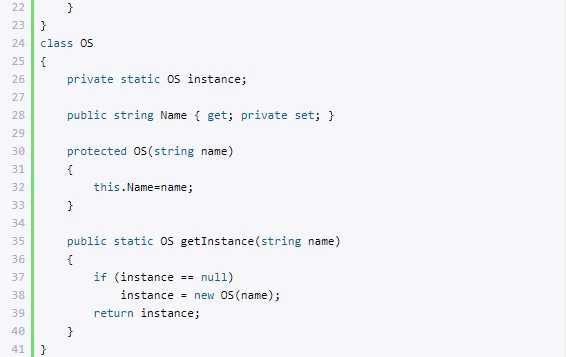 22         }
23     }
24     class OS
25     {
26         private static OS instance;
27
28         public string Name { get; private set; }
29
30         protected OS(string name)
31         {
32             this.Name=name;
33         }
34
35         public static OS getInstance(string name)
36         {
37             if (instance == null)
38                 instance = new OS(name);
39             return instance;
40         }
41     }